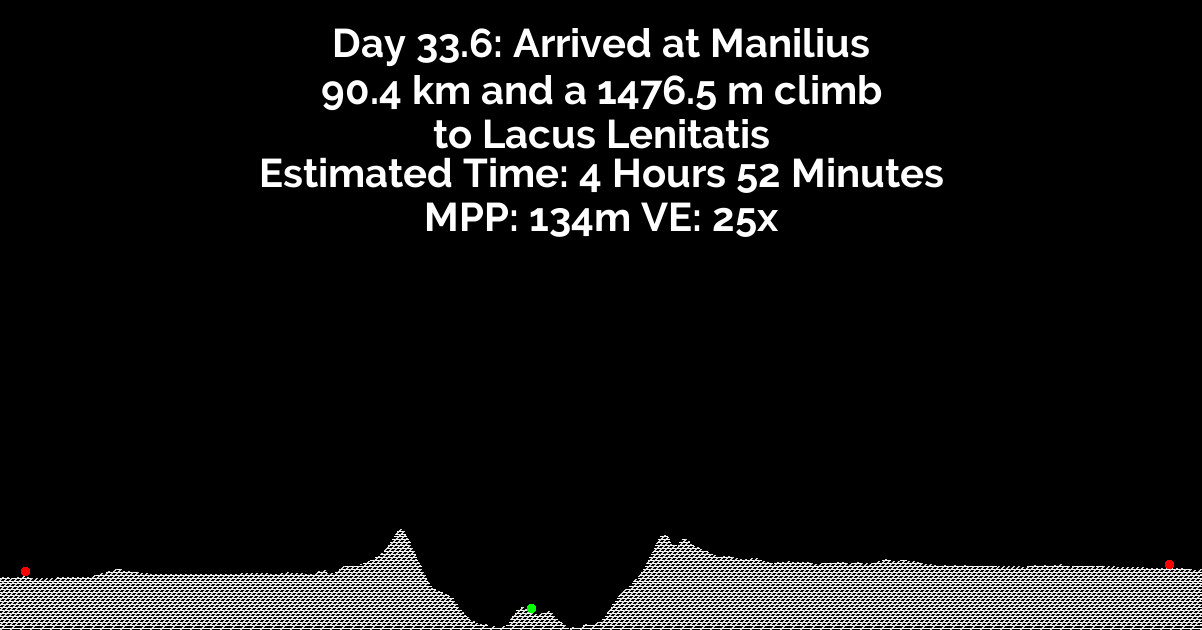 Day 33.6: Arrived at Manilius
90.4 km and a 1476.5 m climb
to Lacus Lenitatis
Estimated Time: 4 Hours 52 Minutes
MPP: 134m VE: 25x